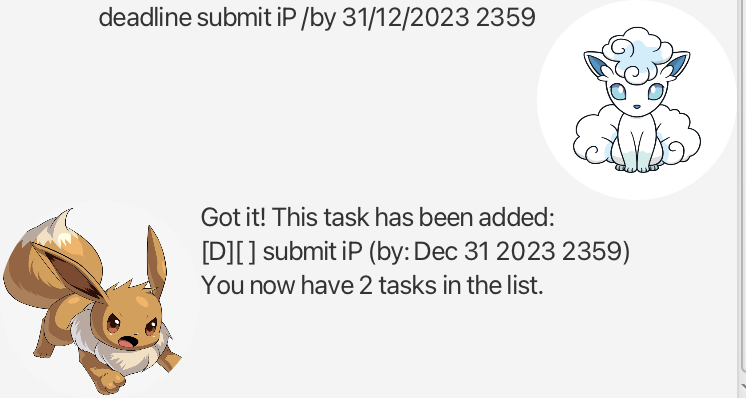 deadline submit iP /by 31/12/2023 2359
Got it! This task has been added:
[D][ ] submit iP (by: Dec 31 2023 2359)
You now have 2 tasks in the list.